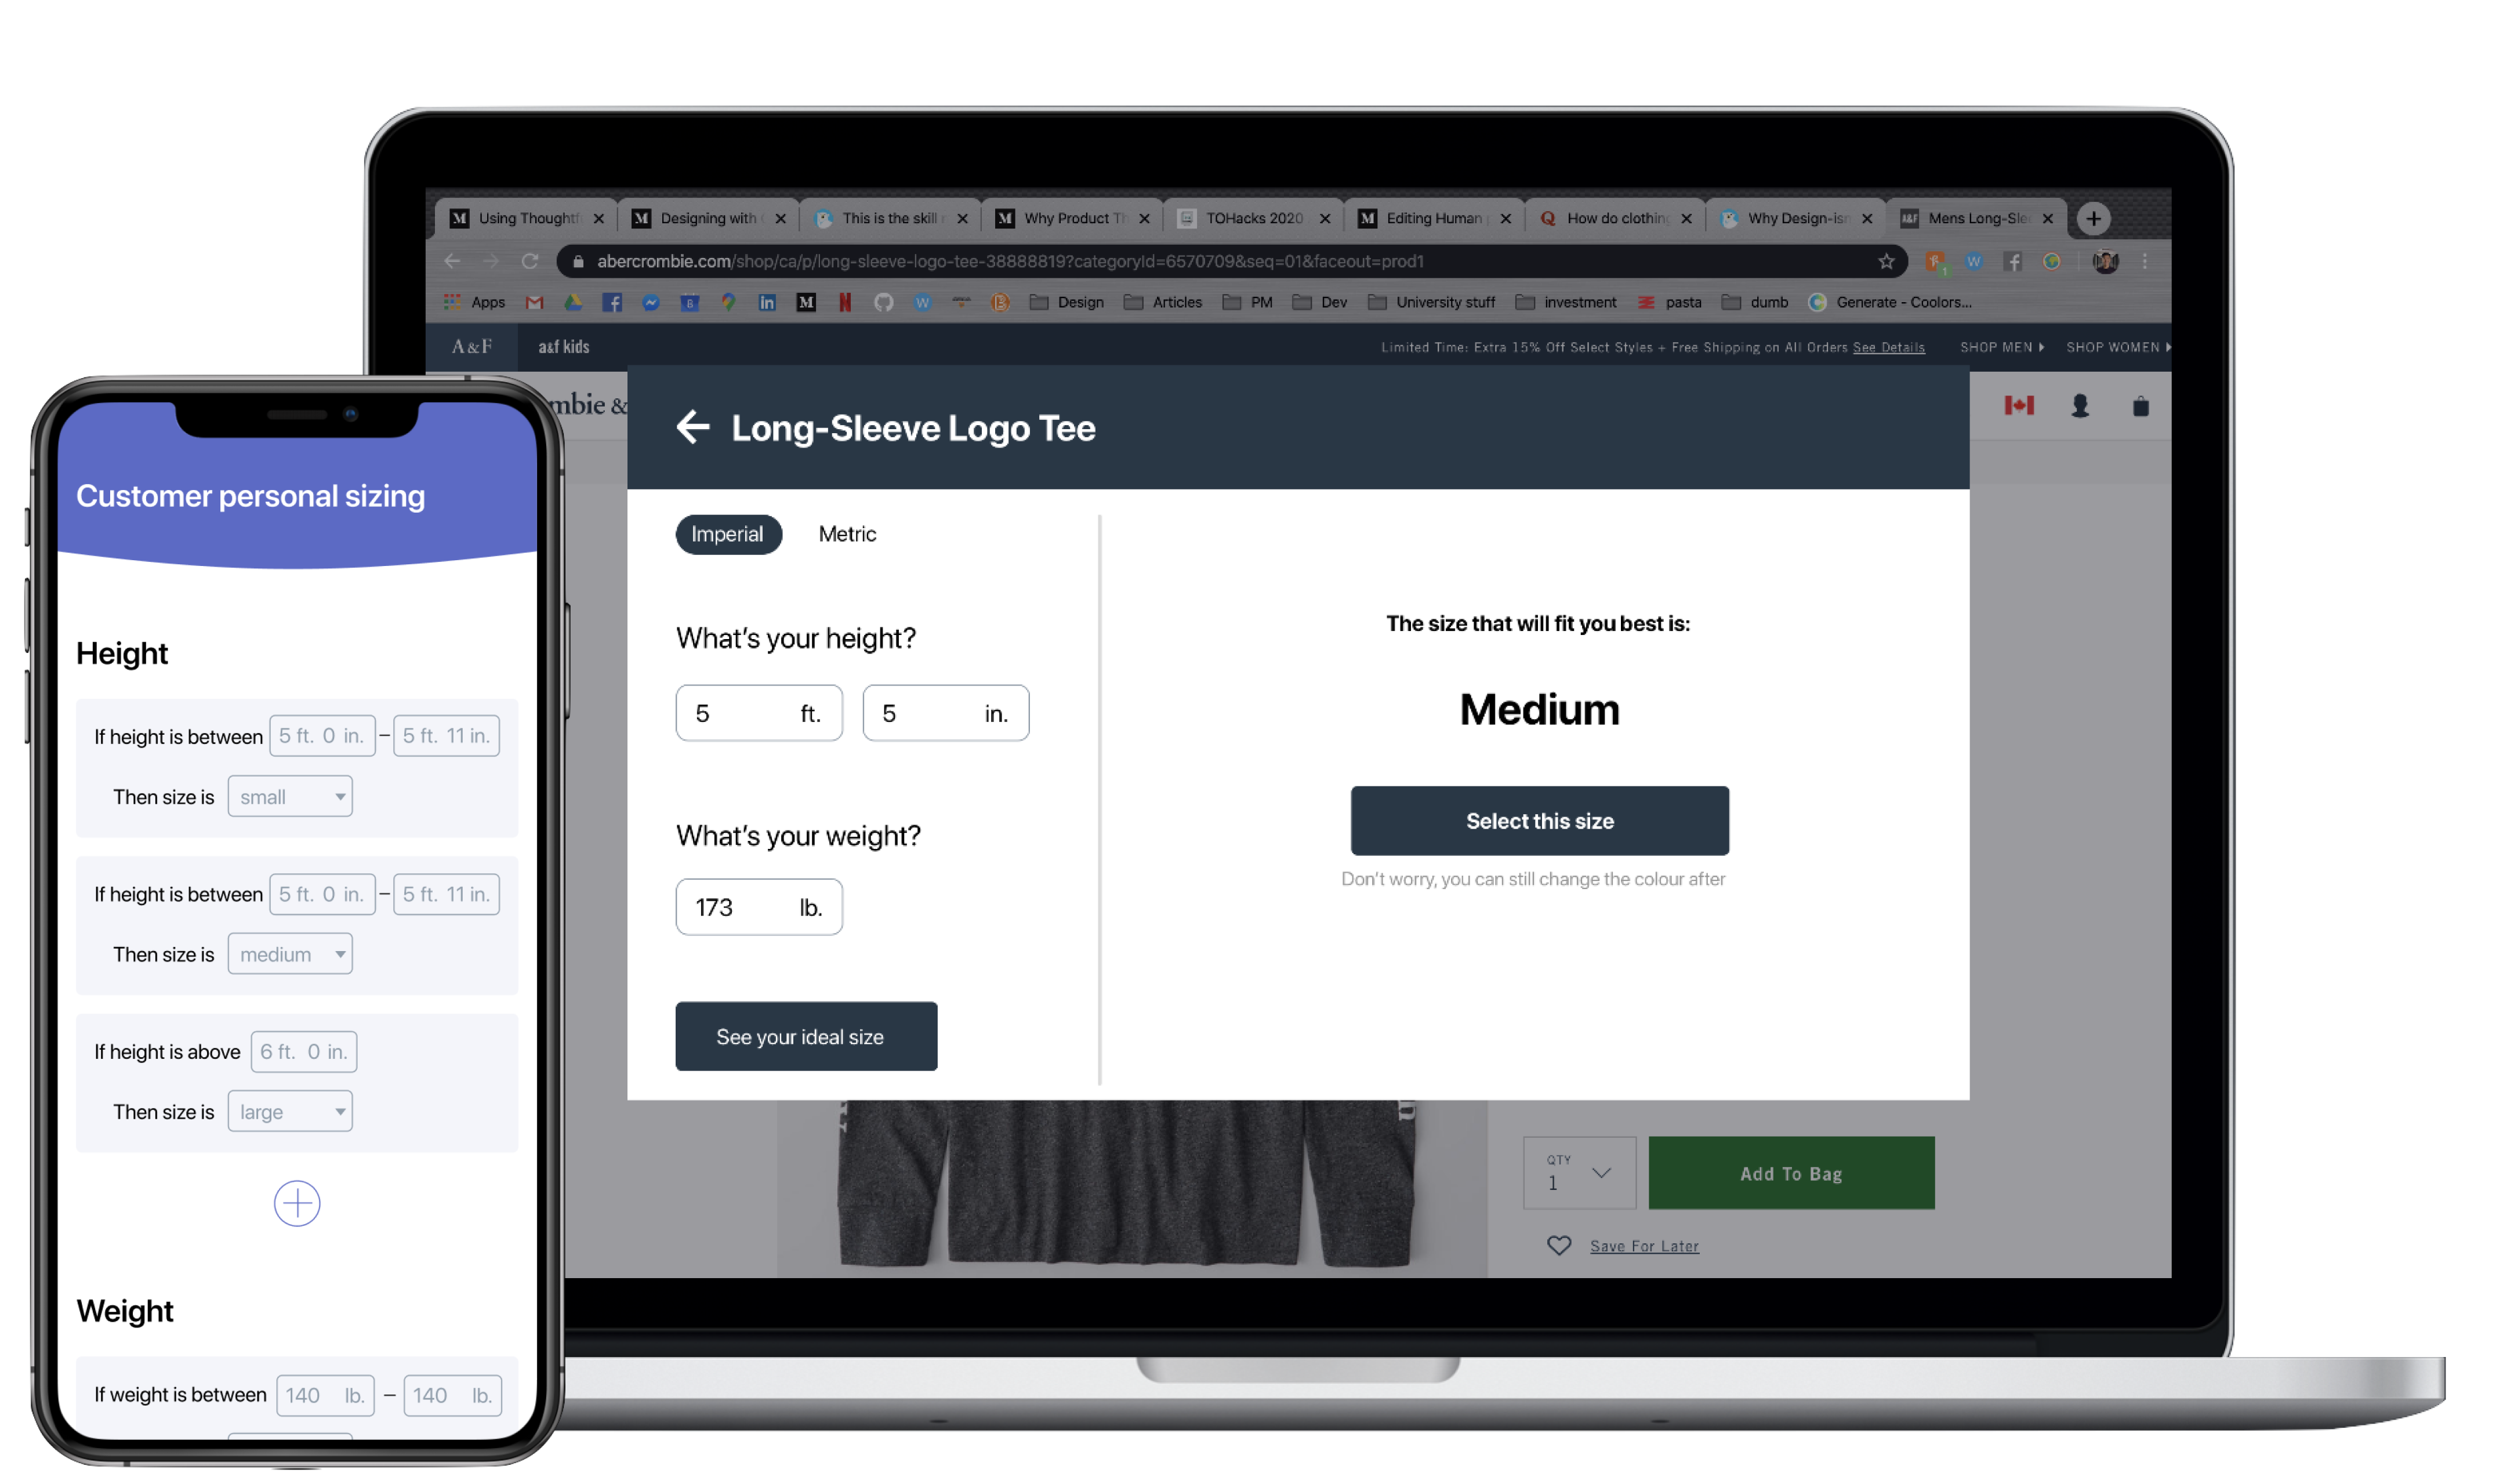 Using Thoughtf
Designing with
This is the skill
Why Product Th
TOHacks 2020
Editing Human
How do clothing
Why Design-isn
Mens Long-Sle
abercrombie.com/shop/ca/p/long-sleeve-logo-tee-38888819?categoryId=6570709&seq=01&faceout=prod1
Apps
Design
Articles
PM
Dev
University stuff
investment
pasta
dumb
Generate - Coolors...
A&F
a&f kids
Limited Time: Extra 15% Off Select Styles + Free Shipping on All Orders See Details
SHOP MEN
SHOP WOMEN
mbie &
Long-Sleeve Logo Tee
Imperial
Metric
What's your height?
5 ft.
5 in.
What's your weight?
173 lb.
See your ideal size
The size that will fit you best is:
Medium
Select this size
Don't worry, you can still change the colour after
QTY
1
Add To Bag
Save For Later
Customer personal sizing
Height
If height is between 5 ft. 0 in. – 5 ft. 11 in.
Then size is small
If height is between 5 ft. 0 in. – 5 ft. 11 in.
Then size is medium
If height is above 6 ft. 0 in.
Then size is large
Weight
If weight is between 140 lb. – 140 lb.